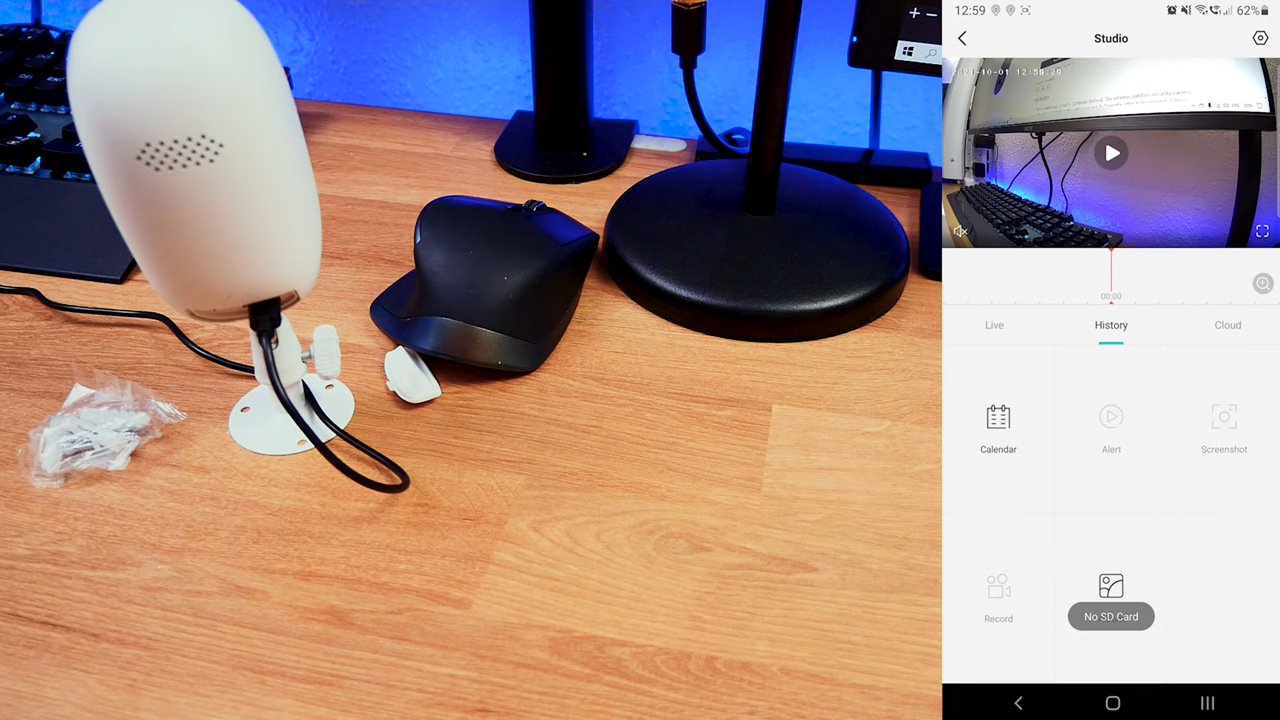 12:59
62%
Studio
2021-10-01 12:59:26
00:00
Live
History
Cloud
Calendar
Alert
Screenshot
Record
No SD Card